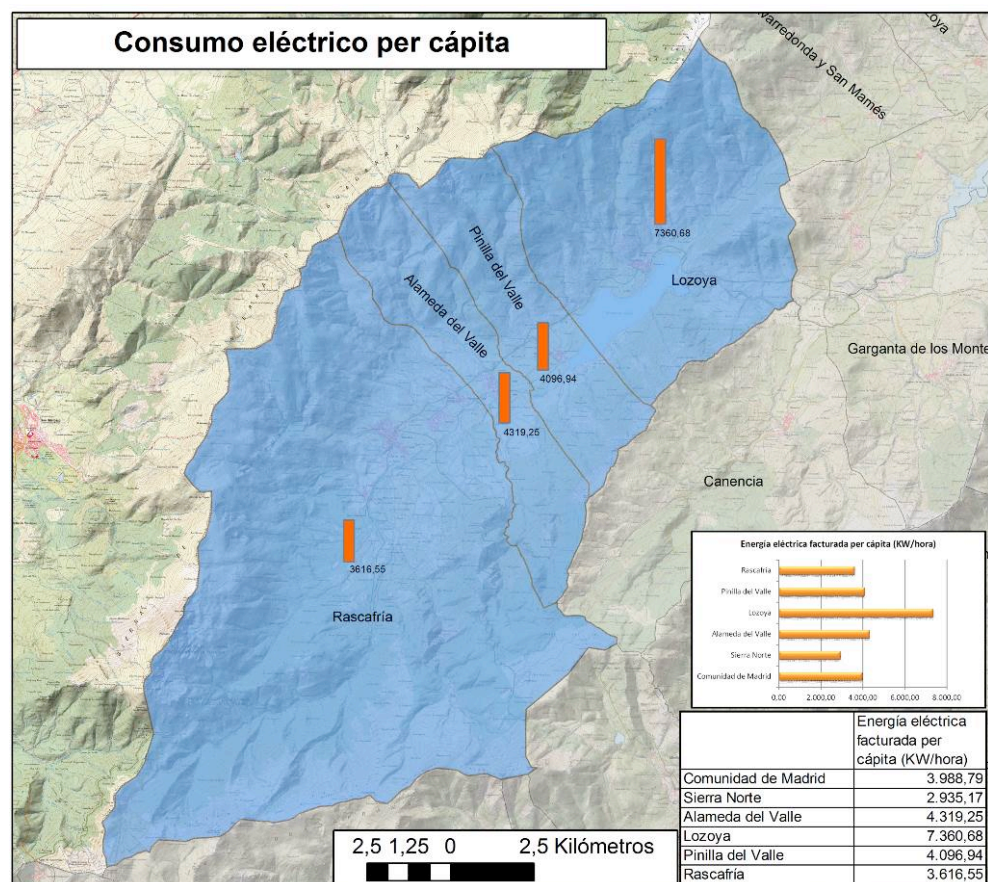 Consumo eléctrico per cápita
Navarredonda y San Mamés
Lozoya
7360,68
Lozoya
Pinilla del Valle
Alameda del Valle
4096,94
4319,25
Garganta de los Monte
Canencia
3616,55
Rascafría
Energía eléctrica facturada per cápita (KW/hora)
Rascafría
Pinilla del Valle
Lozoya
Alameda del Valle
Sierra Norte
Comunidad de Madrid
0,00 2.000,00 4.000,00 6.000,00 8.000,00
Energía eléctrica
facturada per
cápita (KW/hora)
Comunidad de Madrid 3.988,79
Sierra Norte 2.935,17
Alameda del Valle 4.319,25
Lozoya 7.360,68
Pinilla del Valle 4.096,94
Rascafría 3.616,55
2,5 1,25 0 2,5 Kilómetros